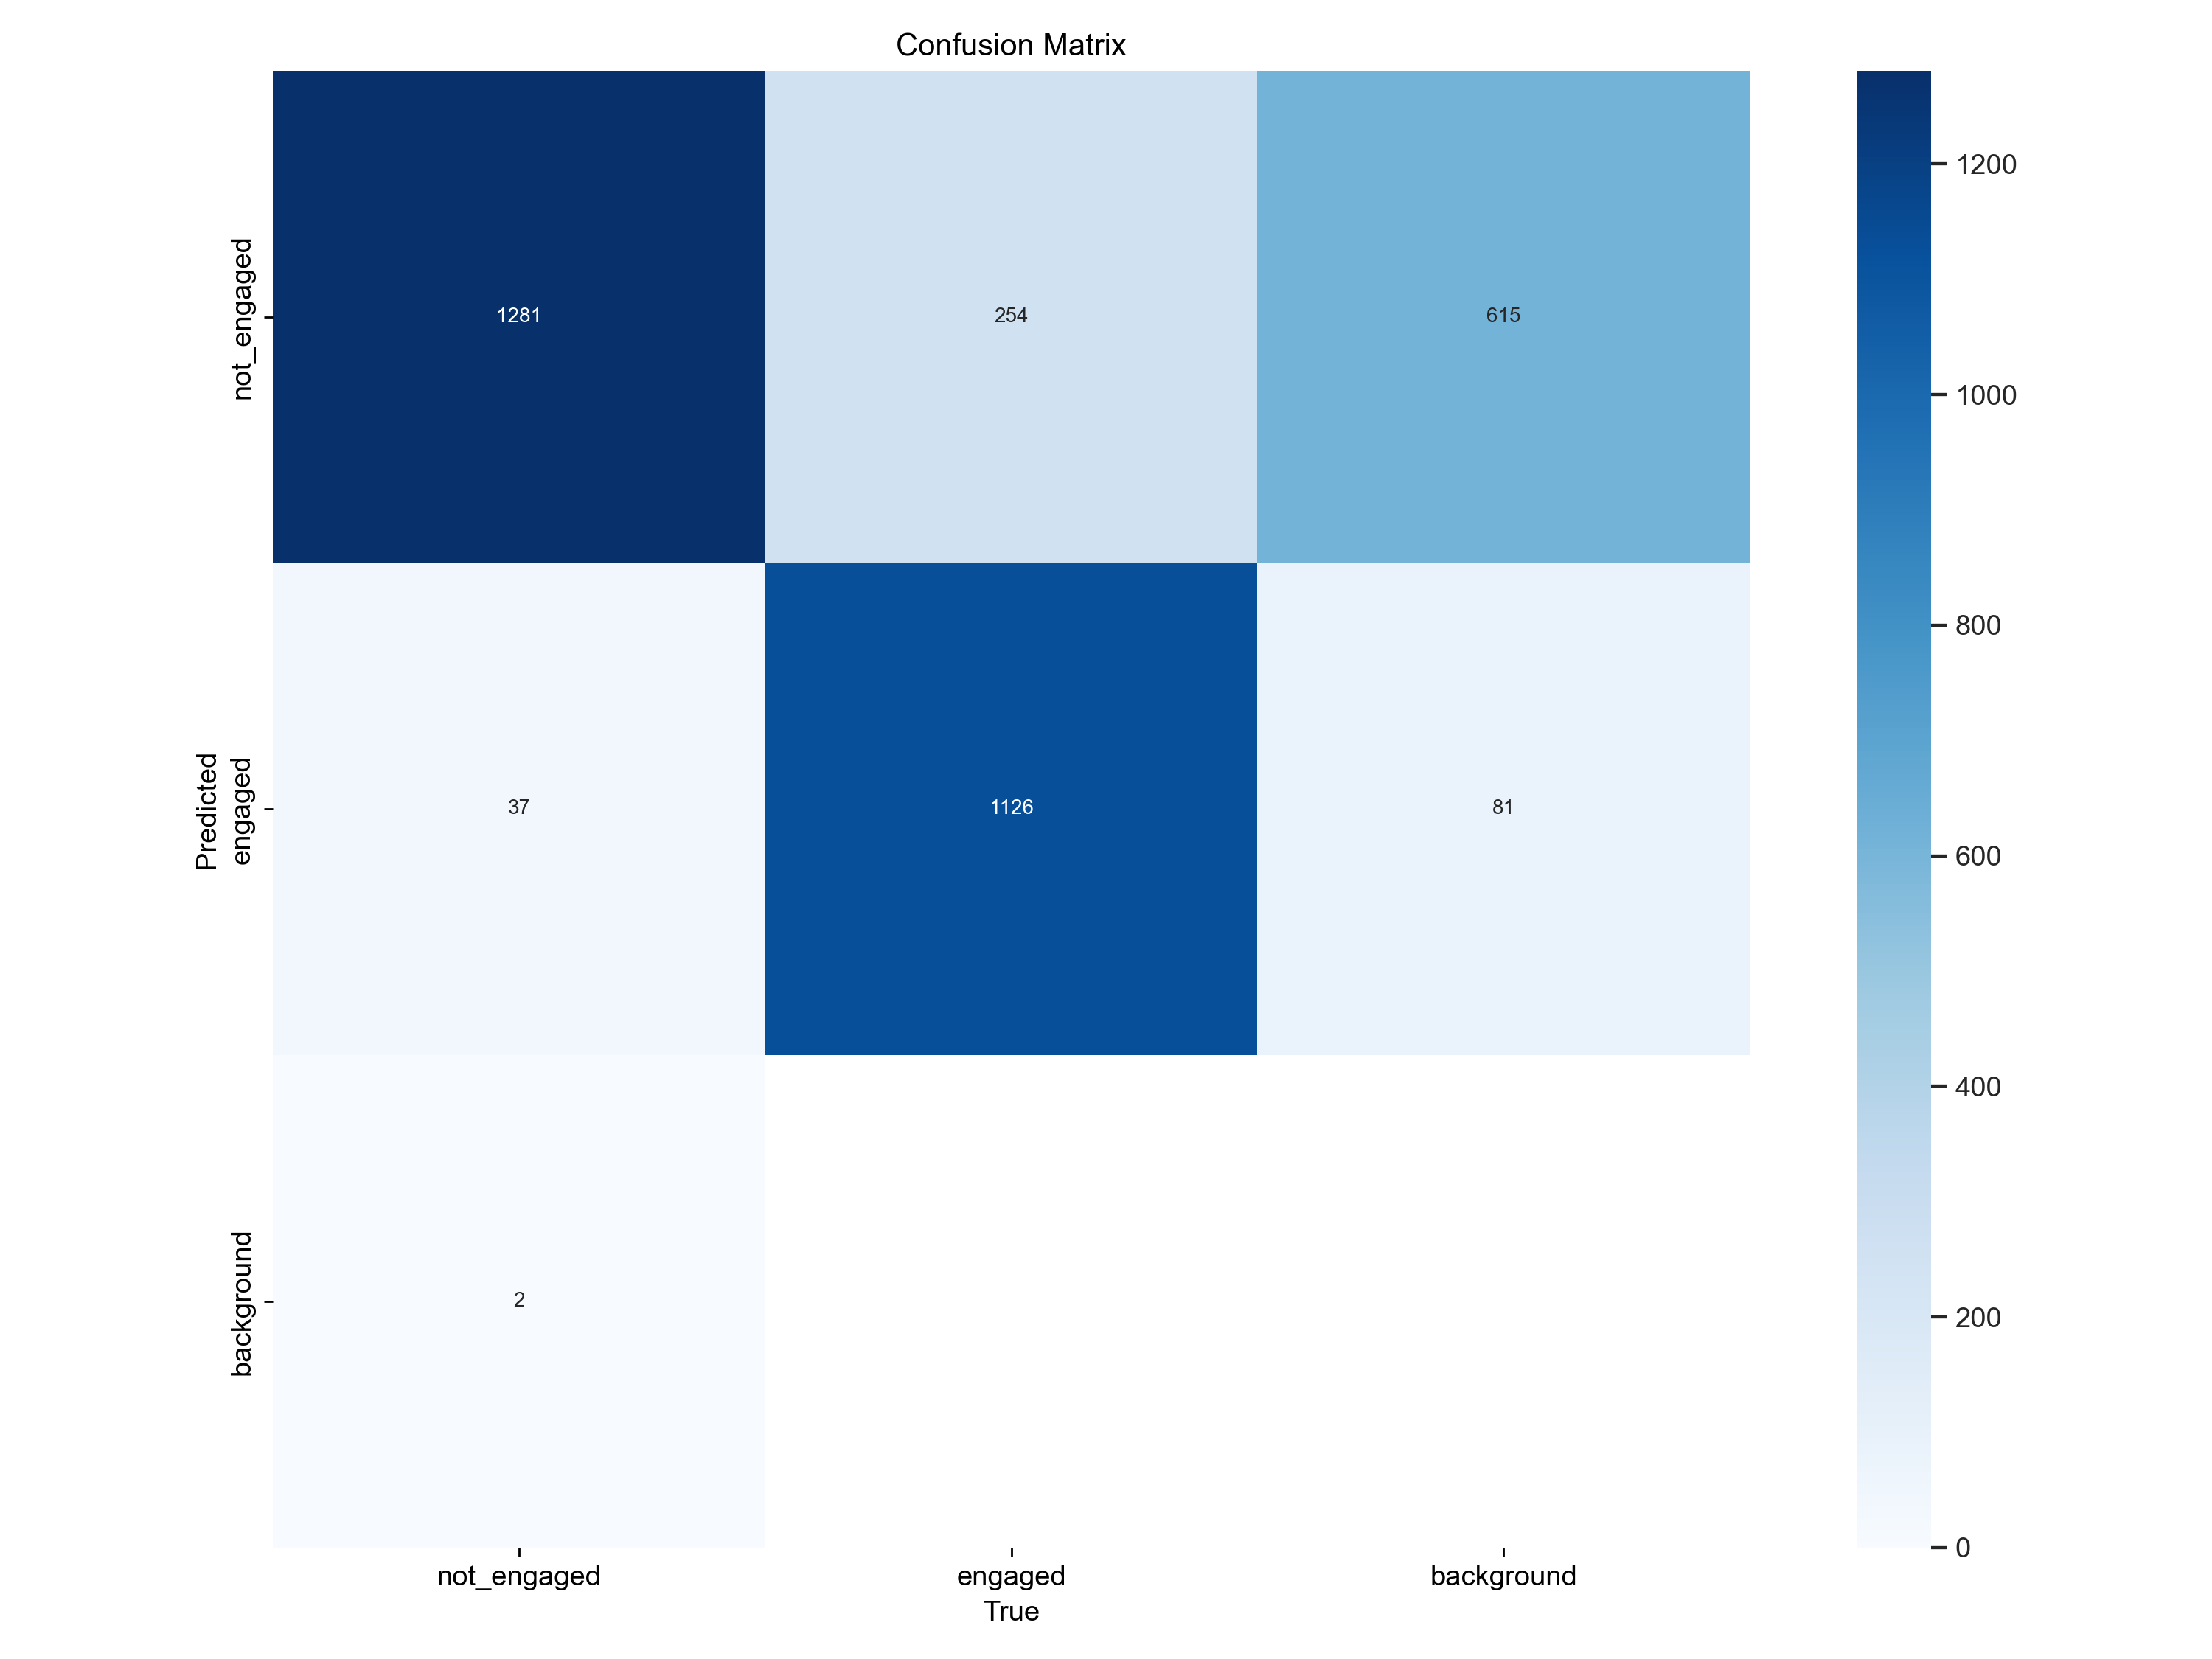 Confusion Matrix
not_engaged
1281
254
615
Predicted
engaged
37
1126
81
background
2
not_engaged
engaged
background
True
1200
1000
800
600
400
200
0